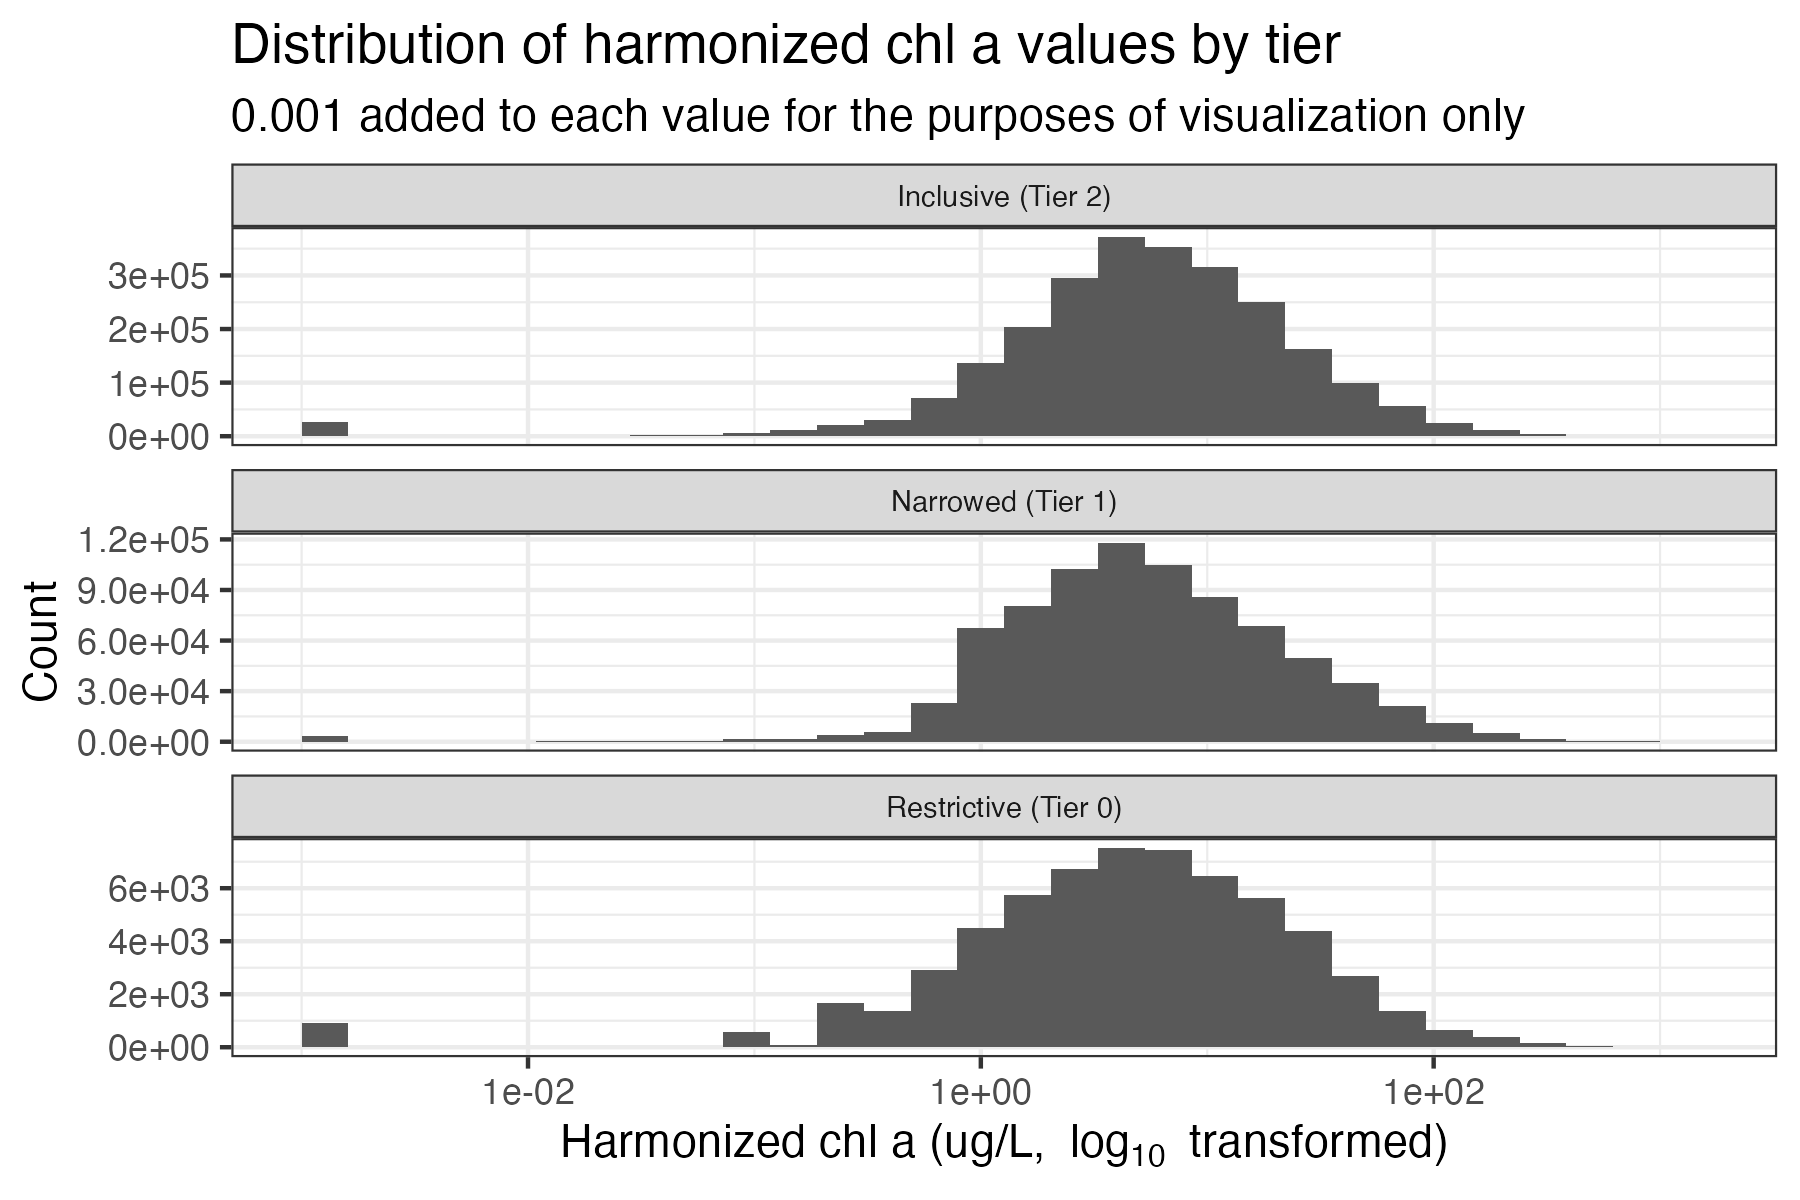 Distribution of harmonized chl a values by tier
0.001 added to each value for the purposes of visualization only
Inclusive (Tier 2)
3e+05
2e+05
1e+05
0e+00
Narrowed (Tier 1)
1.2e+05
9.0e+04
6.0e+04
3.0e+04
0.0e+00
Count
Restrictive (Tier 0)
6e+03
4e+03
2e+03
0e+00
1e-02 1e+00 1e+02
Harmonized chl a (ug/L, log10 transformed)